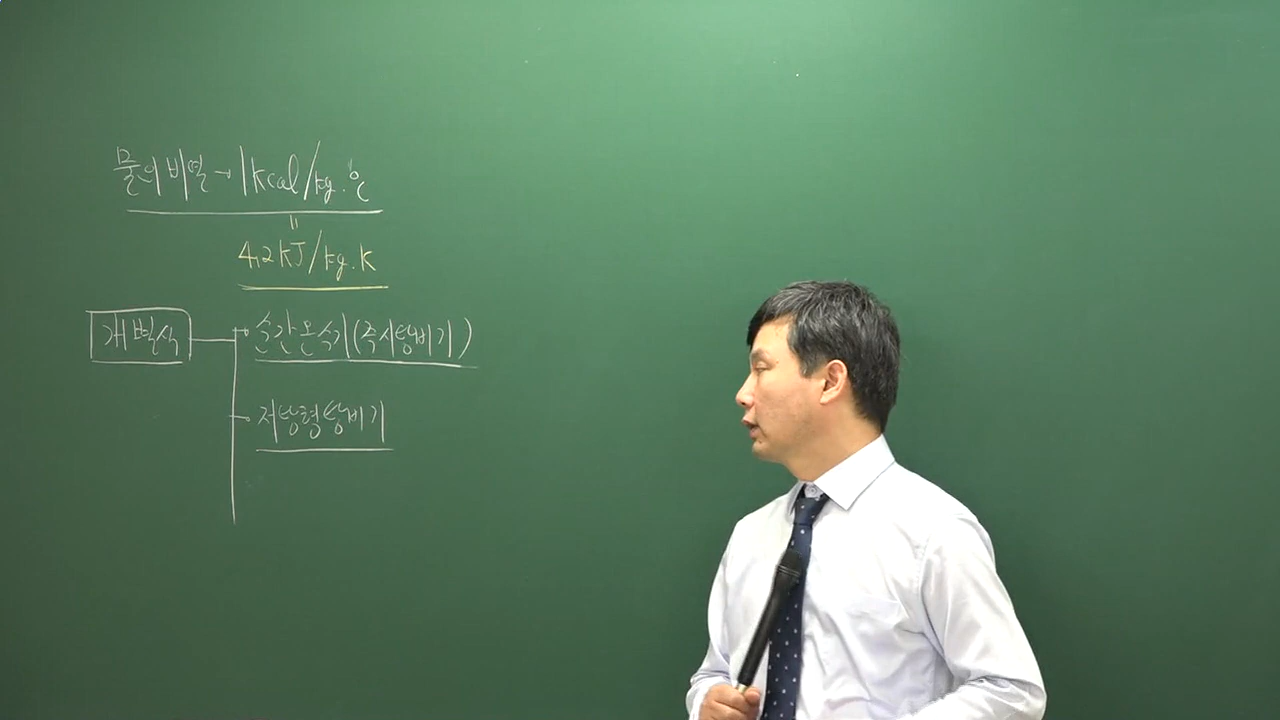 물의 비열 → 1kcal/kg.℃
"
4.2kJ/kg.K
개별식
순간온수기(즉시탕비기)
저탕형탕비기